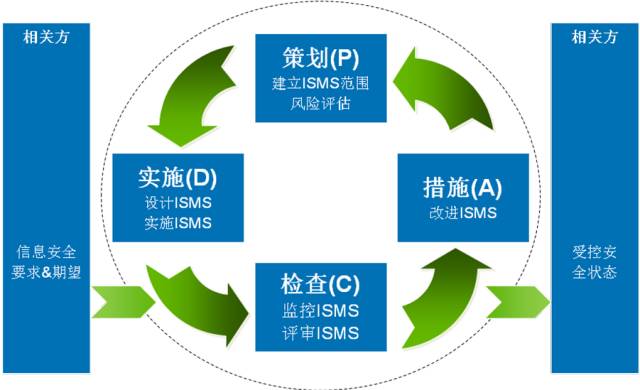 相关方
信息安全
要求&期望
策划(P)
建立ISMS范围
风险评估
实施(D)
设计ISMS
实施ISMS
措施(A)
改进ISMS
检查(C)
监控ISMS
评审ISMS
相关方
受控安
全状态